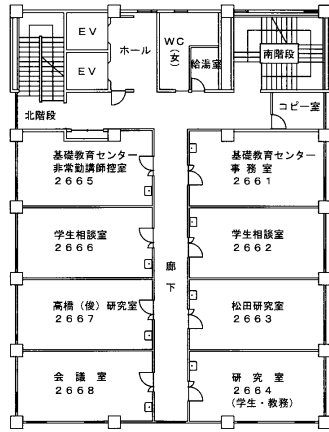 EV
EV
ホール
WC
(女)
給湯室
南階段
北階段
コピー室
基礎教育センター
非常勤講師控室
2665
基礎教育センター
事務室
2661
学生相談室
2666
学生相談室
2662
廊下
高橋(俊)研究室
2667
松田研究室
2663
会議室
2668
研究室
2664
(学生・教務)